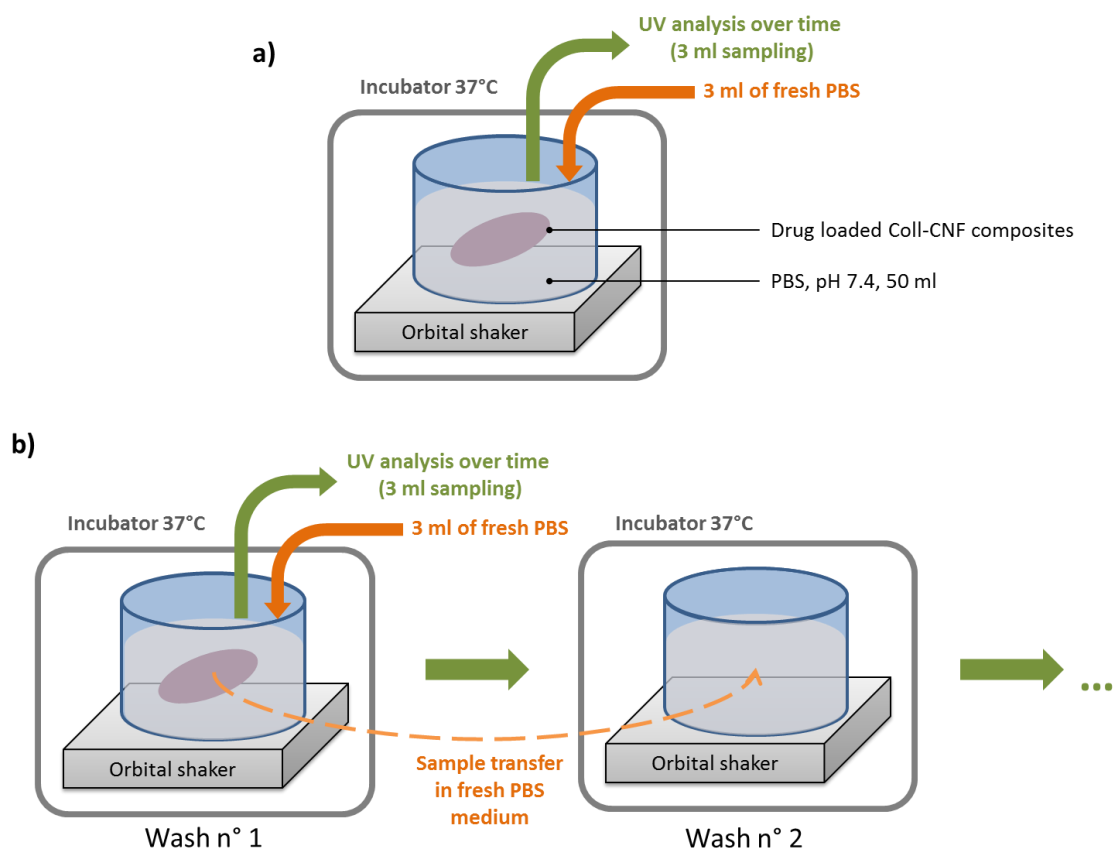 a)
UV analysis over time
(3 ml sampling)
Incubator 37°C
3 ml of fresh PBS
Drug loaded Coll-CNF composites
PBS, pH 7.4, 50 ml
Orbital shaker
b)
UV analysis over time
(3 ml sampling)
Incubator 37°C
3 ml of fresh PBS
Incubator 37°C
Orbital shaker
Sample transfer
in fresh PBS
medium
Orbital shaker
...
Wash n° 1
Wash n° 2